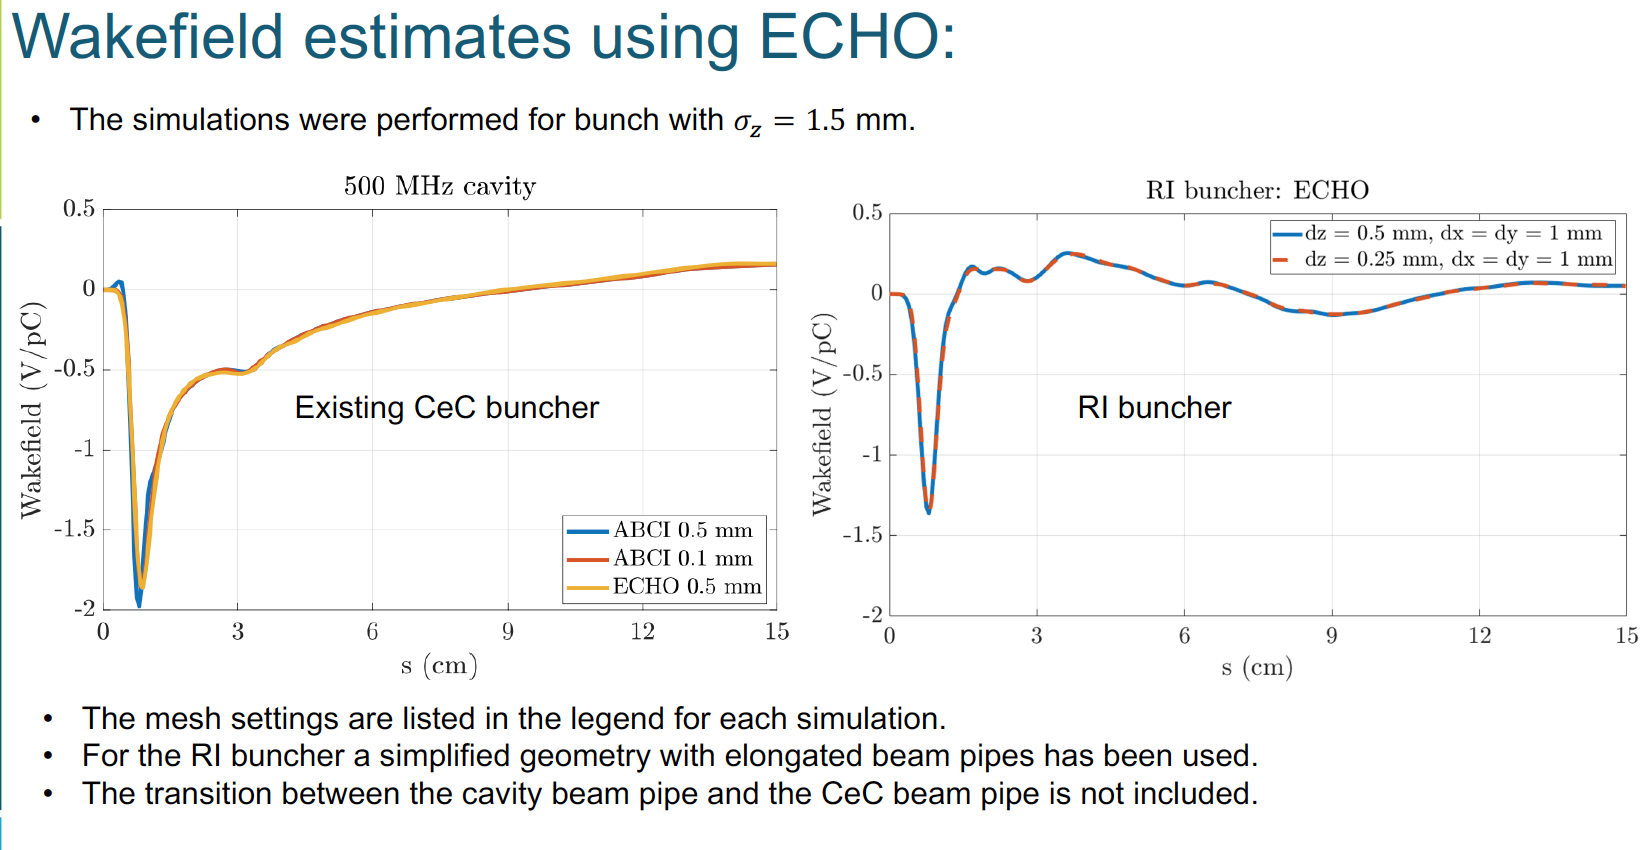 Wakefield estimates using ECHO:
• The simulations were performed for bunch with σ_z = 1.5 mm.
500 MHz cavity
0.5
0
-0.5
-1
-1.5
-2
Wakefield (V/pC)
Existing CeC buncher
ABCI 0.5 mm
ABCI 0.1 mm
ECHO 0.5 mm
0 3 6 9 12 15
s (cm)
RI buncher: ECHO
0.5
0
-0.5
-1
-1.5
-2
Wakefield (V/pC)
dz = 0.5 mm, dx = dy = 1 mm
dz = 0.25 mm, dx = dy = 1 mm
RI buncher
0 3 6 9 12 15
s (cm)
• The mesh settings are listed in the legend for each simulation.
• For the RI buncher a simplified geometry with elongated beam pipes has been used.
• The transition between the cavity beam pipe and the CeC beam pipe is not included.